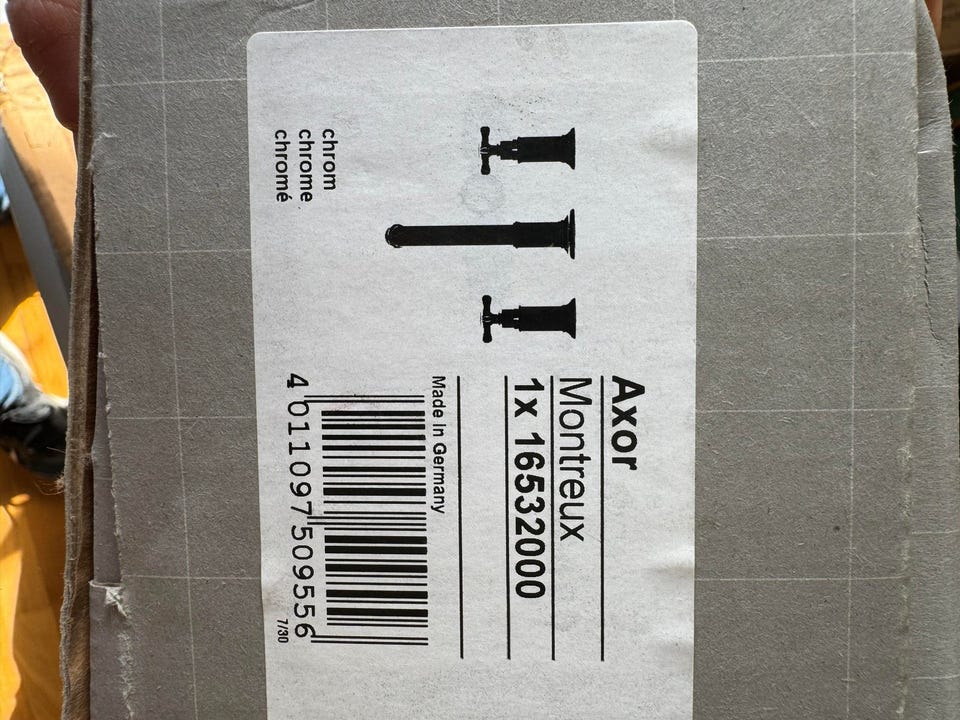 chrom
chrome
chromé
Axor
Montreux
1x 16532000
Made in Germany
4 011097 509556
7/30